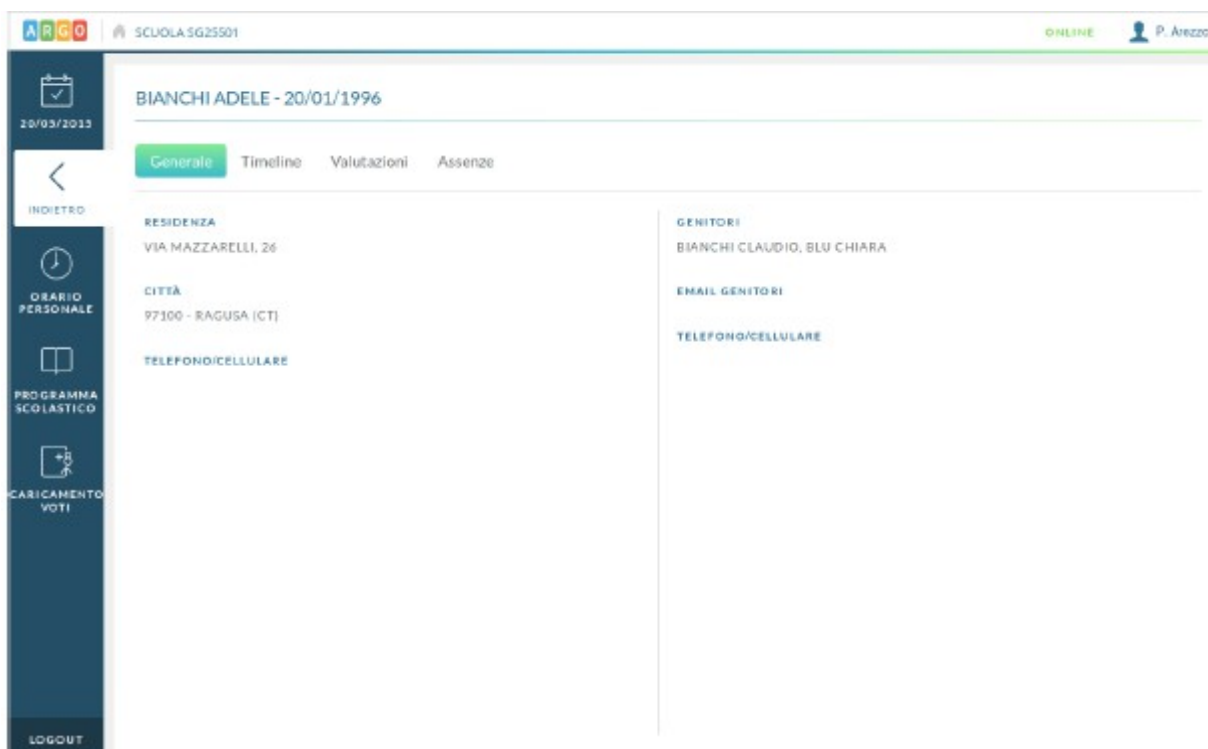 ARGO SCUOLA SG25501 ONLINE P. Arezzo
20/03/2013
INDIETRO
ORARIO
PERSONALE
PROGRAMMA
SCOLASTICO
CARICAMENTO
VOTI
LOGOUT
BIANCHI ADELE - 20/01/1996
Generale Timeline Valutazioni Assenze
RESIDENZA
VIA MAZZARELLI, 26
CITTÀ
97100 - RAGUSA (CT)
TELEFONO/CELLULARE
GENITORI
BIANCHI CLAUDIO, BLU CHIARA
EMAIL GENITORI
TELEFONO/CELLULARE